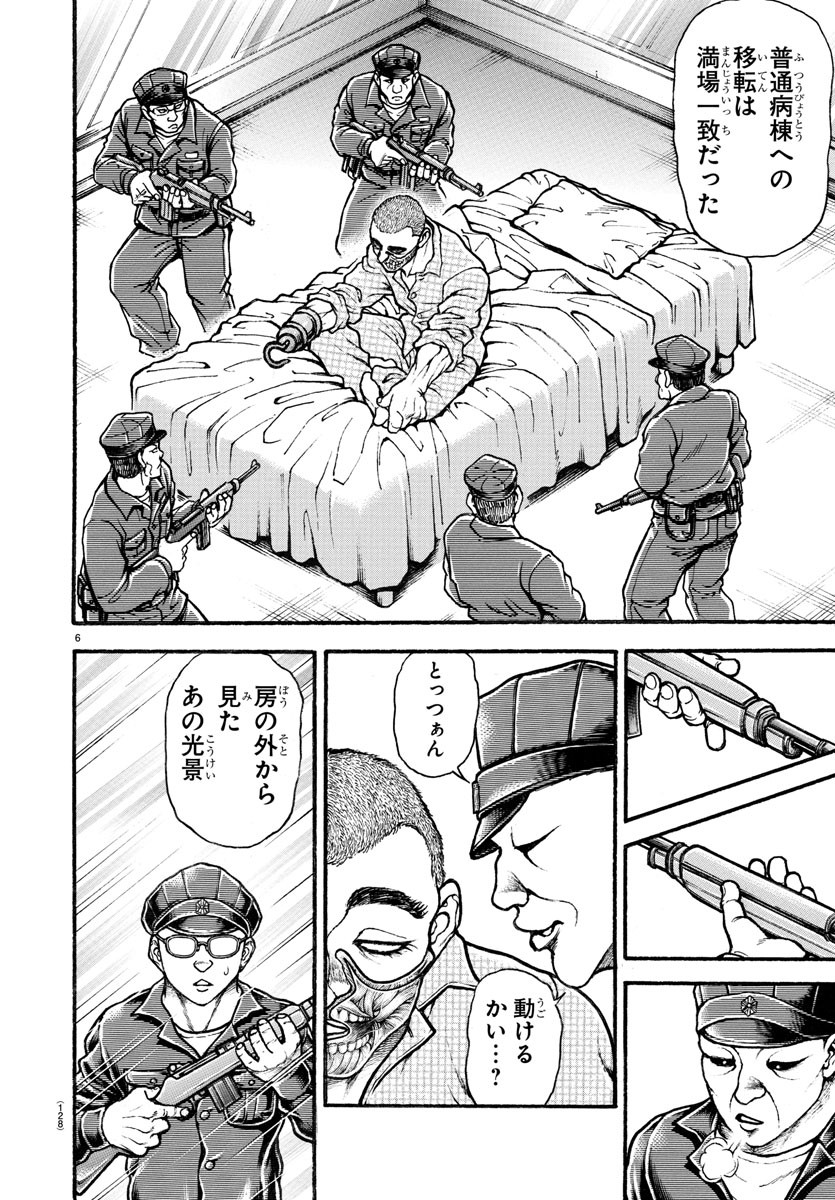 普通病棟への
移転は
満場一致だった
とっつぁん
動ける
かい…?
房の外から
見た
あの光景
6
(128)